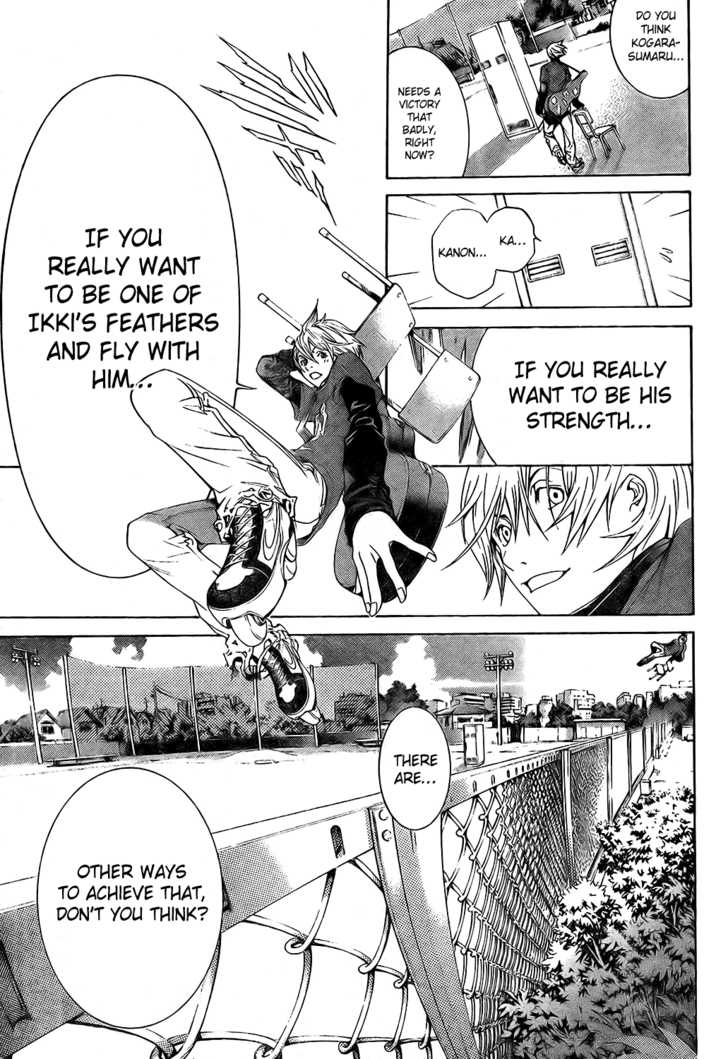 DO YOU
THINK
KOGARA-
SUMARU...
NEEDS A
VICTORY
THAT
BADLY,
RIGHT
NOW?
KA...
KANON...
IF YOU REALLY
WANT TO BE HIS
STRENGTH...
IF YOU
REALLY WANT
TO BE ONE OF
IKKI'S FEATHERS
AND FLY WITH
HIM...
THERE
ARE...
OTHER WAYS
TO ACHIEVE THAT,
DON'T YOU THINK?